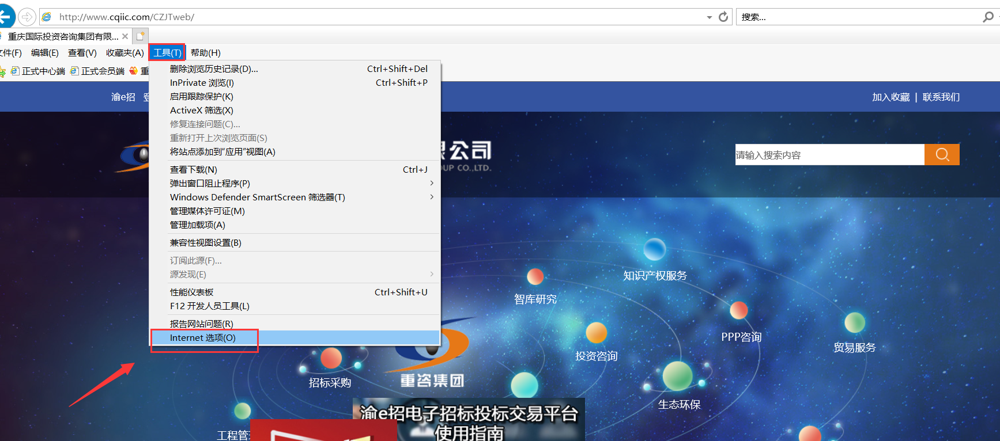 http://www.cqiic.com/CZJTweb/
搜索...
重庆国际投资咨询集团有限...
文件(F) 编辑(E) 查看(V) 收藏夹(A) 工具(T) 帮助(H)
正式中心端 正式会员端 重
删除浏览历史记录(D)... Ctrl+Shift+Del
InPrivate 浏览(I) Ctrl+Shift+P
启用跟踪保护(K)
ActiveX 筛选(X)
修复连接问题(C)...
重新打开上次浏览页面(S)
将站点添加到“应用”视图(A)
查看下载(N) Ctrl+J
弹出窗口阻止程序(P)
Windows Defender SmartScreen 筛选器(T)
管理媒体许可证(M)
管理加载项(A)
兼容性视图设置(B)
订阅此源(F)...
源发现(E)
性能仪表板 Ctrl+Shift+U
F12 开发人员工具(L)
报告网站问题(R)
Internet 选项(O)
渝e招 登
加入收藏 | 联系我们
限公司
OUP CO.,LTD.
请输入搜索内容
知识产权服务
智库研究
PPP咨询
贸易服务
投资咨询
招标采购
重咨集团
生态环保
工程管
渝e招电子招标投标交易平台
使用指南